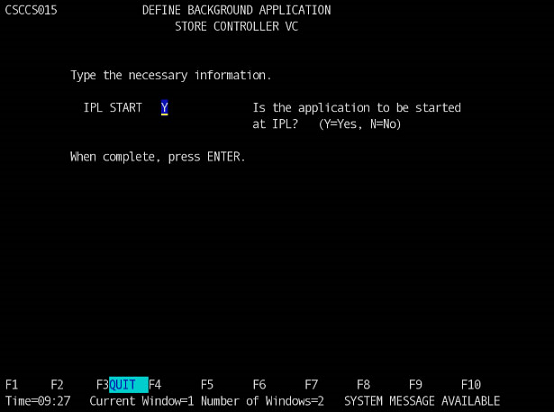 CSCCS015 DEFINE BACKGROUND APPLICATION
STORE CONTROLLER VC
Type the necessary information.
IPL START Y Is the application to be started
at IPL? (Y=Yes, N=No)
When complete, press ENTER.
F1 F2 F3 QUIT F4 F5 F6 F7 F8 F9 F10
Time=09:27 Current Window=1 Number of Windows=2 SYSTEM MESSAGE AVAILABLE